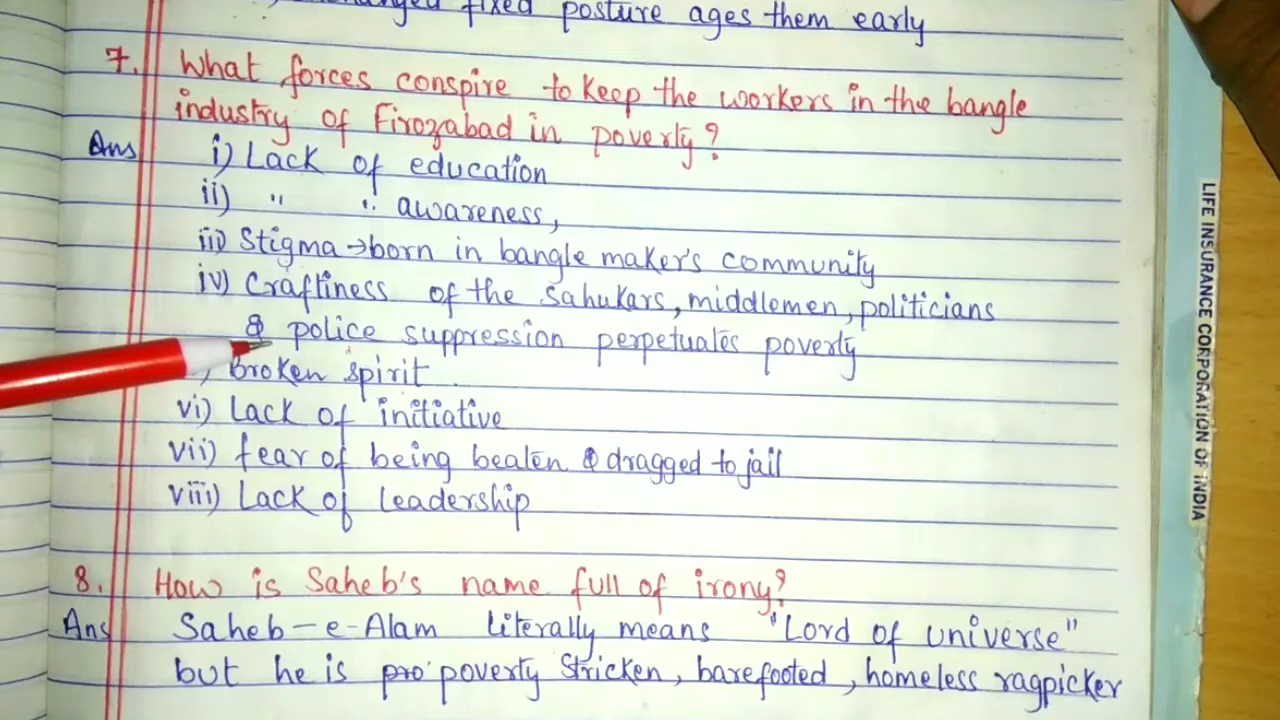 fixed posture ages them early
7. What forces conspire to keep the workers in the bangle
industry of Firozabad in poverty?
Ans i) Lack of education
ii) " " awareness,
iii) Stigma → born in bangle maker's community
iv) Craftiness of the Sahukars, middlemen, politicians
& police suppression perpetuates poverty
) Broken spirit
vi) Lack of initiative
vii) fear of being beaten & dragged to jail
viii) Lack of leadership
8. How is Saheb's name full of irony?
Ans Saheb-e-Alam literally means "Lord of universe"
but he is pro poverty stricken, barefooted, homeless ragpicker
LIFE INSURANCE CORPORATION OF INDIA